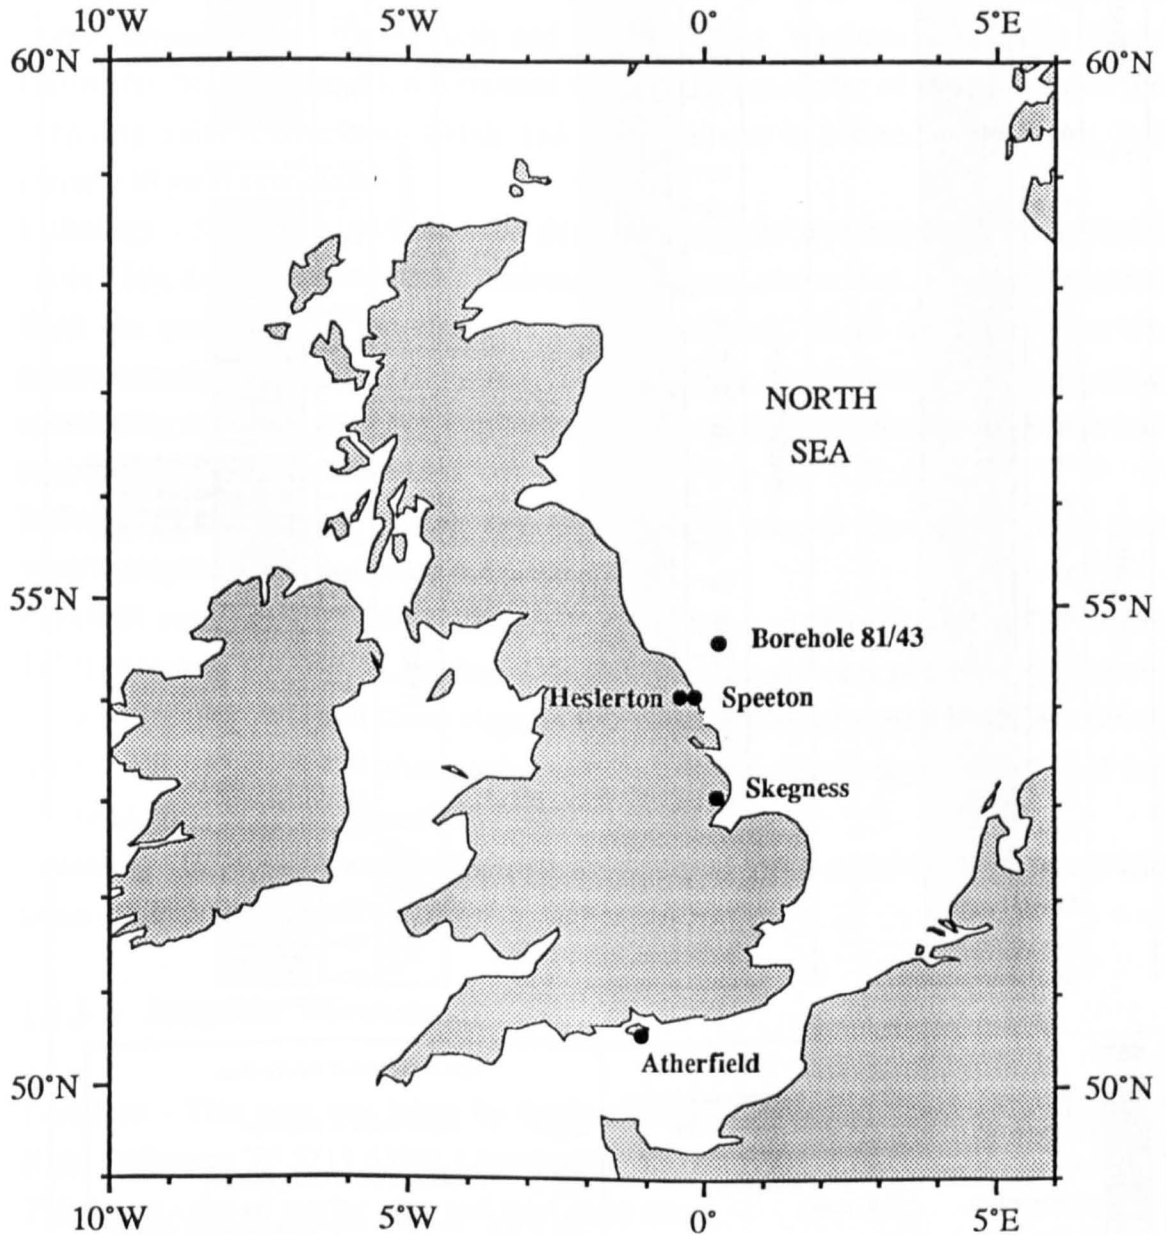 10°W 5°W 0° 5°E
60°N 60°N
NORTH
SEA
55°N 55°N
Borehole 81/43
Heslerton Speeton
Skegness
Atherfield
50°N 50°N
10°W 5°W 0° 5°E